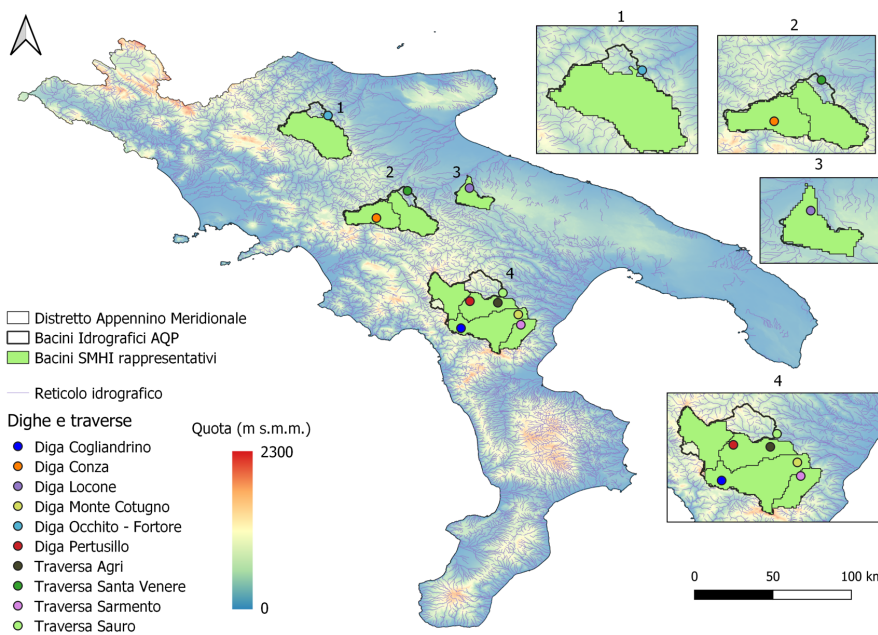 1
2
3
4
1
2
3
4
Distretto Appennino Meridionale
Bacini Idrografici AQP
Bacini SMHI rappresentativi
Reticolo idrografico
Dighe e traverse
Diga Cogliandrino
Diga Conza
Diga Locone
Diga Monte Cotugno
Diga Occhito - Fortore
Diga Pertusillo
Traversa Agri
Traversa Santa Venere
Traversa Sarmento
Traversa Sauro
Quota (m s.m.m.)
2300
0
0 50 100 km